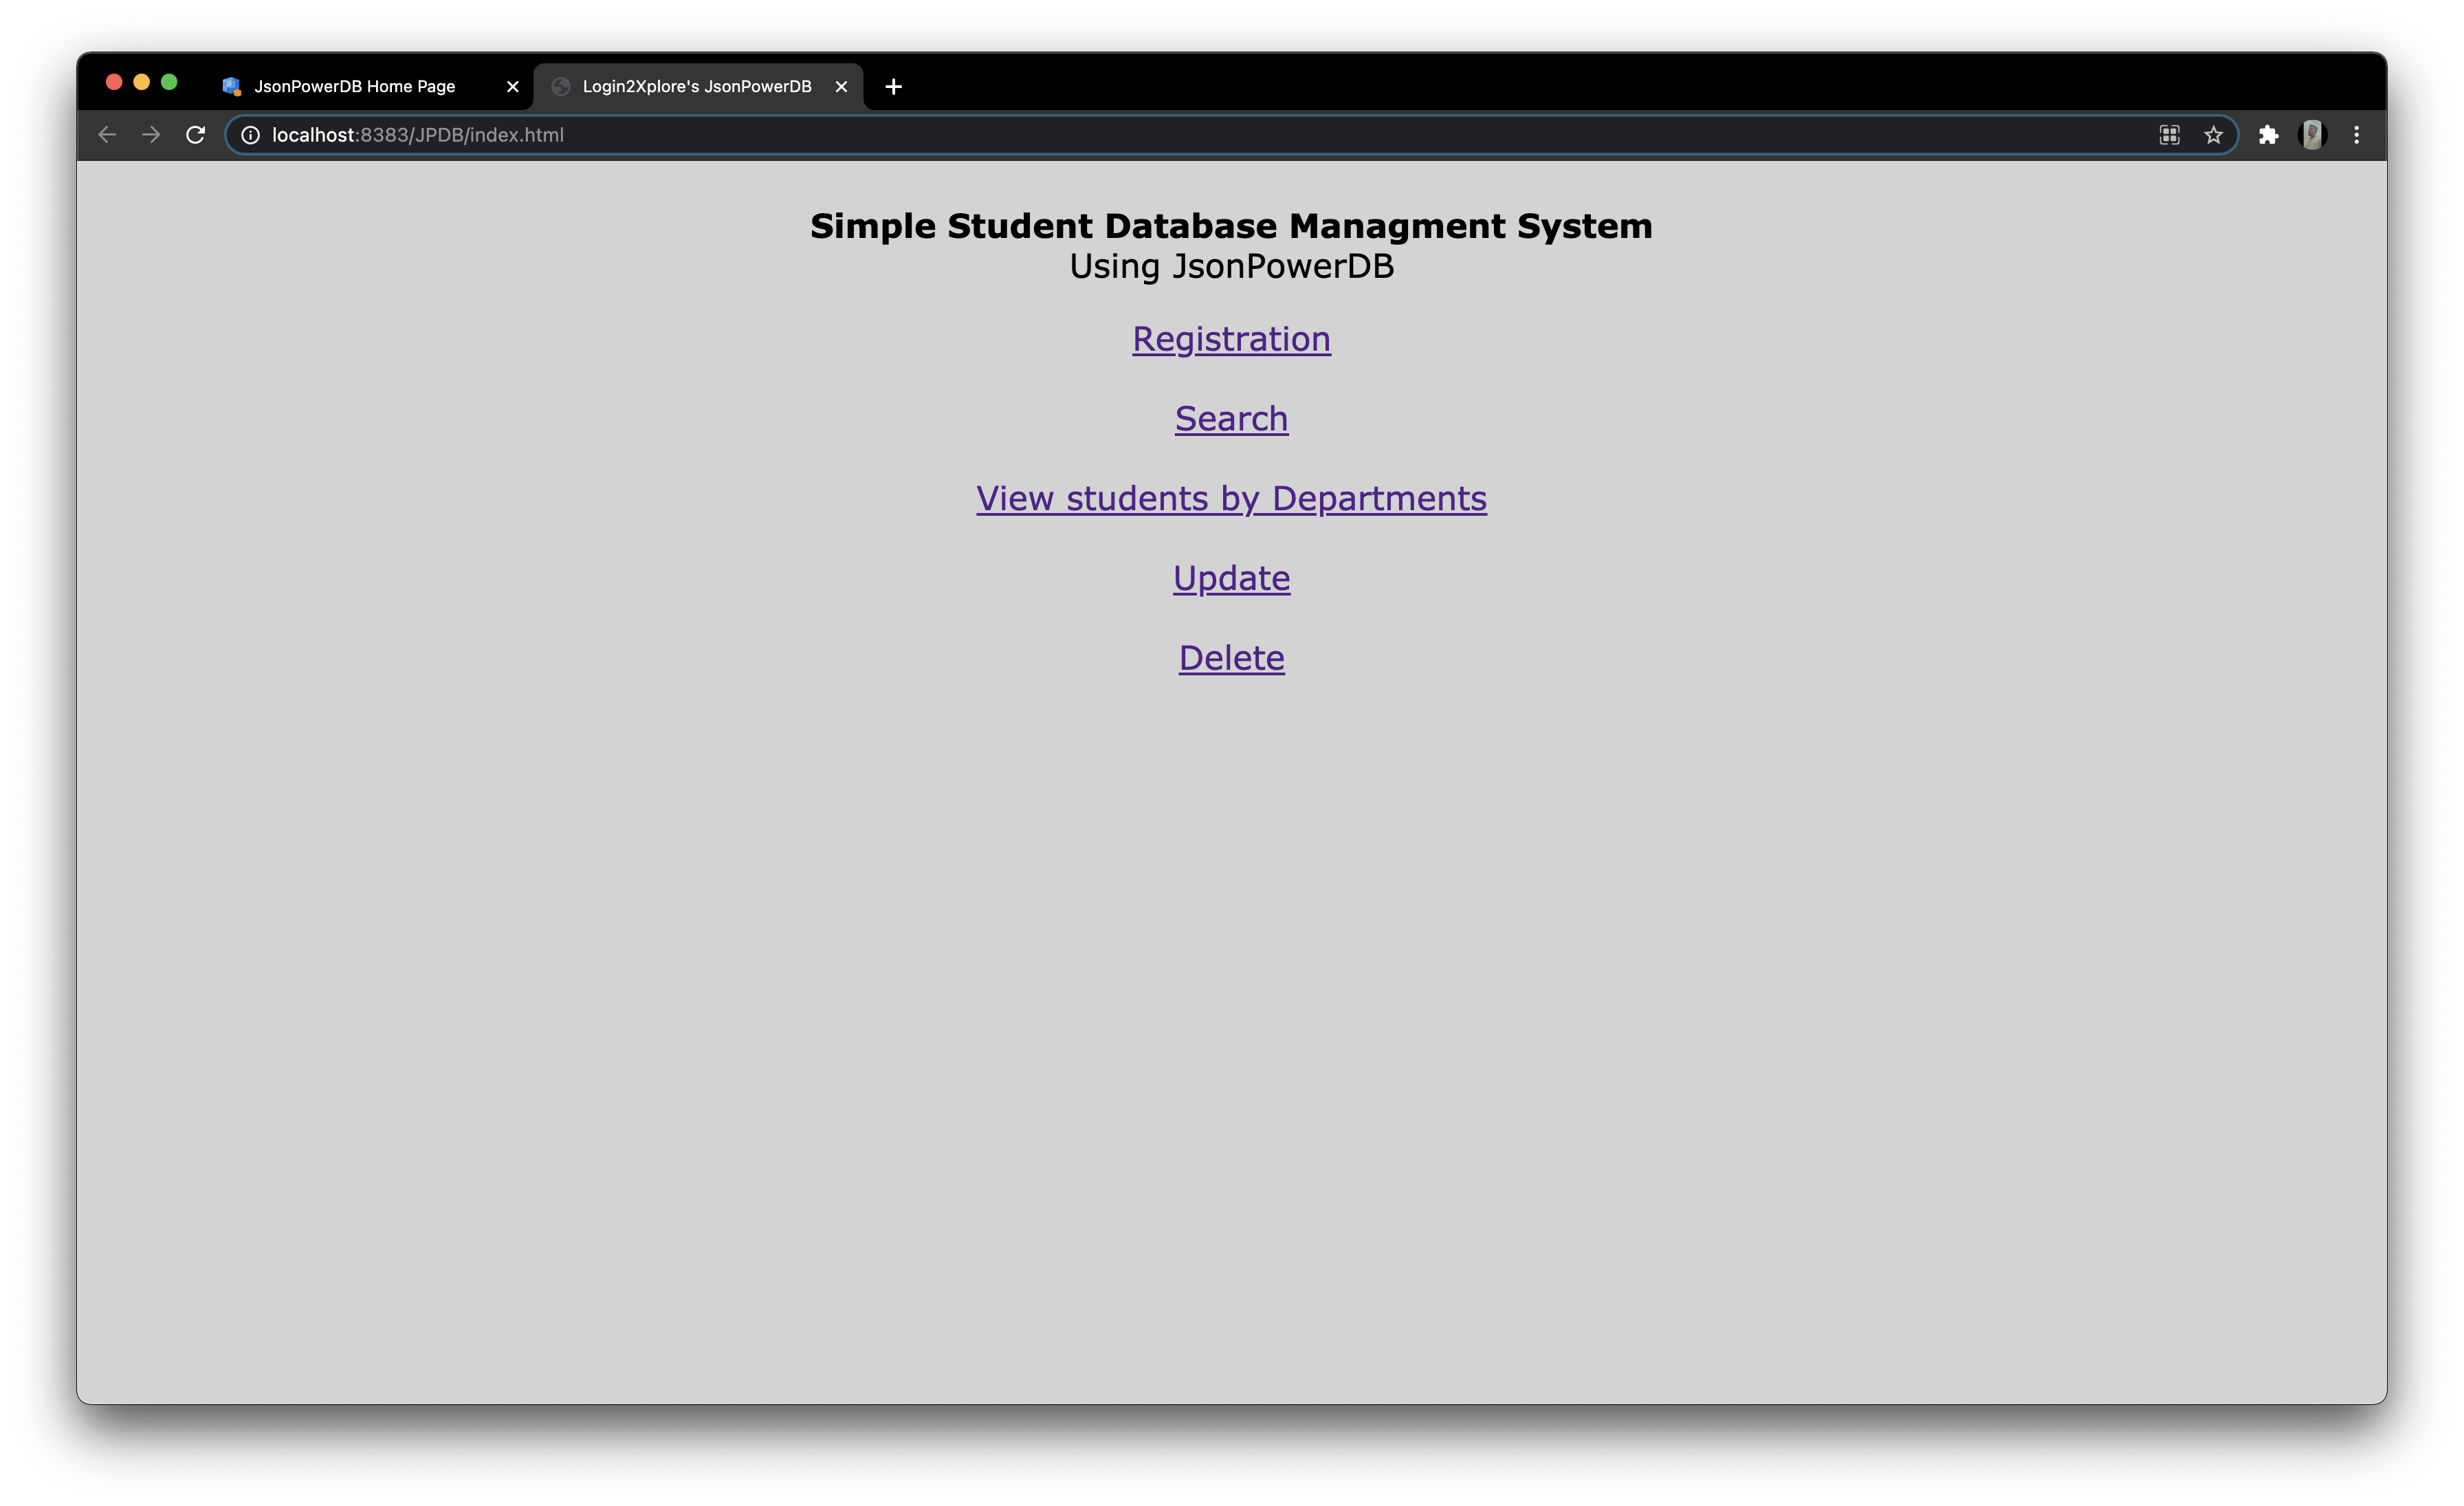 JsonPowerDB Home Page
Login2Xplore's JsonPowerDB
localhost:8383/JPDB/index.html
Simple Student Database Managment System
Using JsonPowerDB
Registration
Search
View students by Departments
Update
Delete